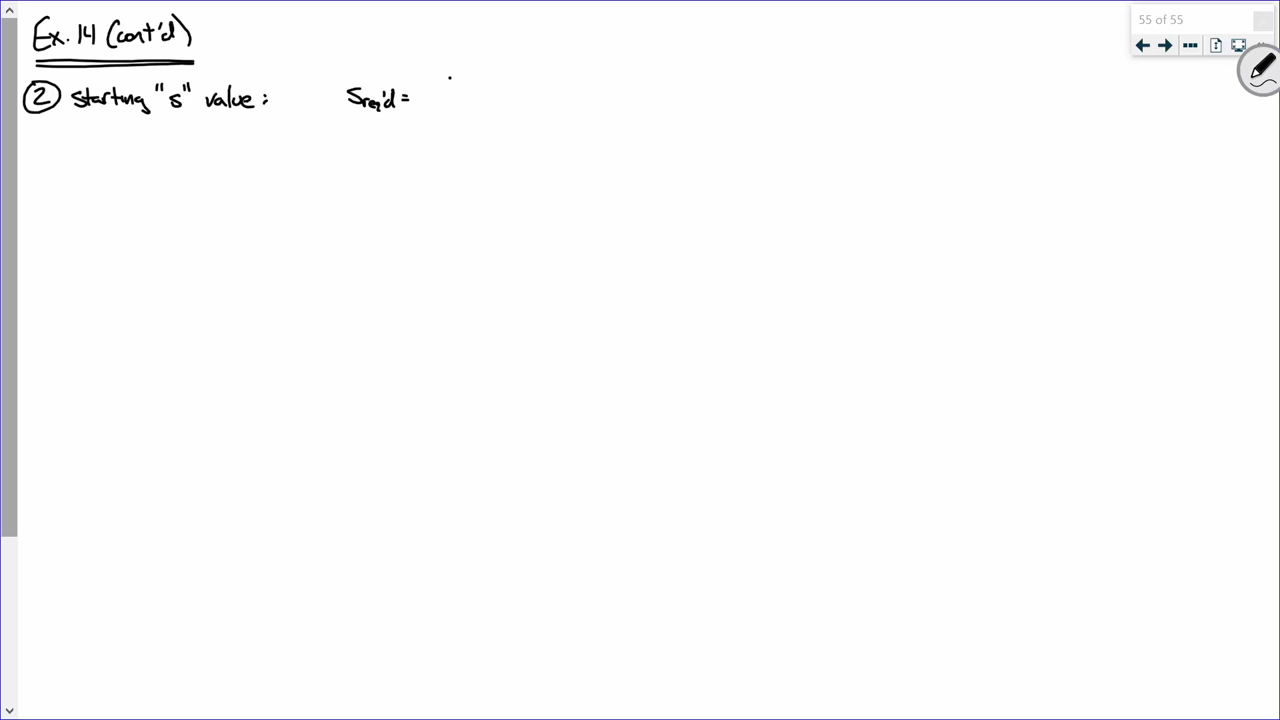 Ex. 14 (cont'd)
55 of 55
② starting "s" value : Sreq'd =